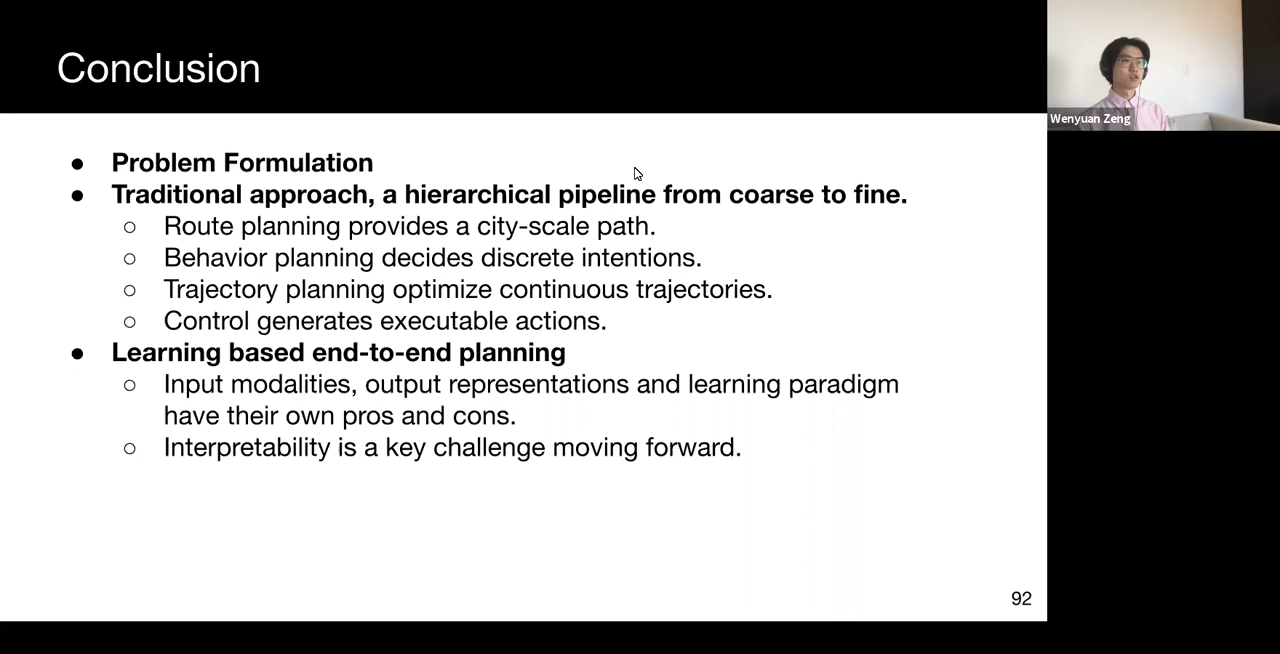 Conclusion
Wenyuan Zeng
● Problem Formulation
● Traditional approach, a hierarchical pipeline from coarse to fine.
○ Route planning provides a city-scale path.
○ Behavior planning decides discrete intentions.
○ Trajectory planning optimize continuous trajectories.
○ Control generates executable actions.
● Learning based end-to-end planning
○ Input modalities, output representations and learning paradigm
have their own pros and cons.
○ Interpretability is a key challenge moving forward.
92